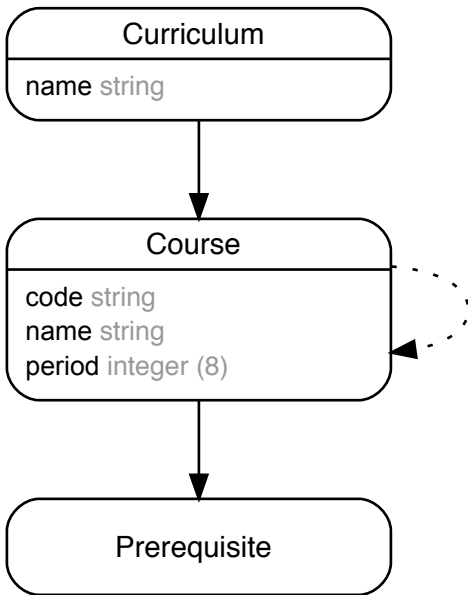 Curriculum
name string
Course
code string
name string
period integer (8)
Prerequisite